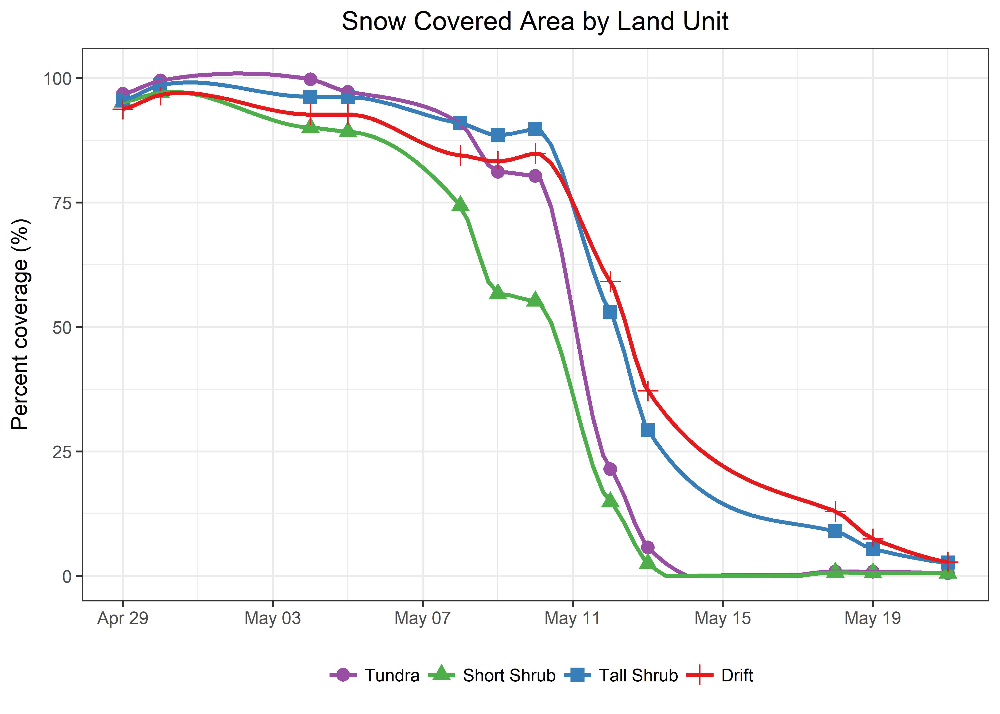 Snow Covered Area by Land Unit
Percent coverage (%)
100
75
50
25
0
Apr 29 May 03 May 07 May 11 May 15 May 19
Tundra Short Shrub Tall Shrub Drift